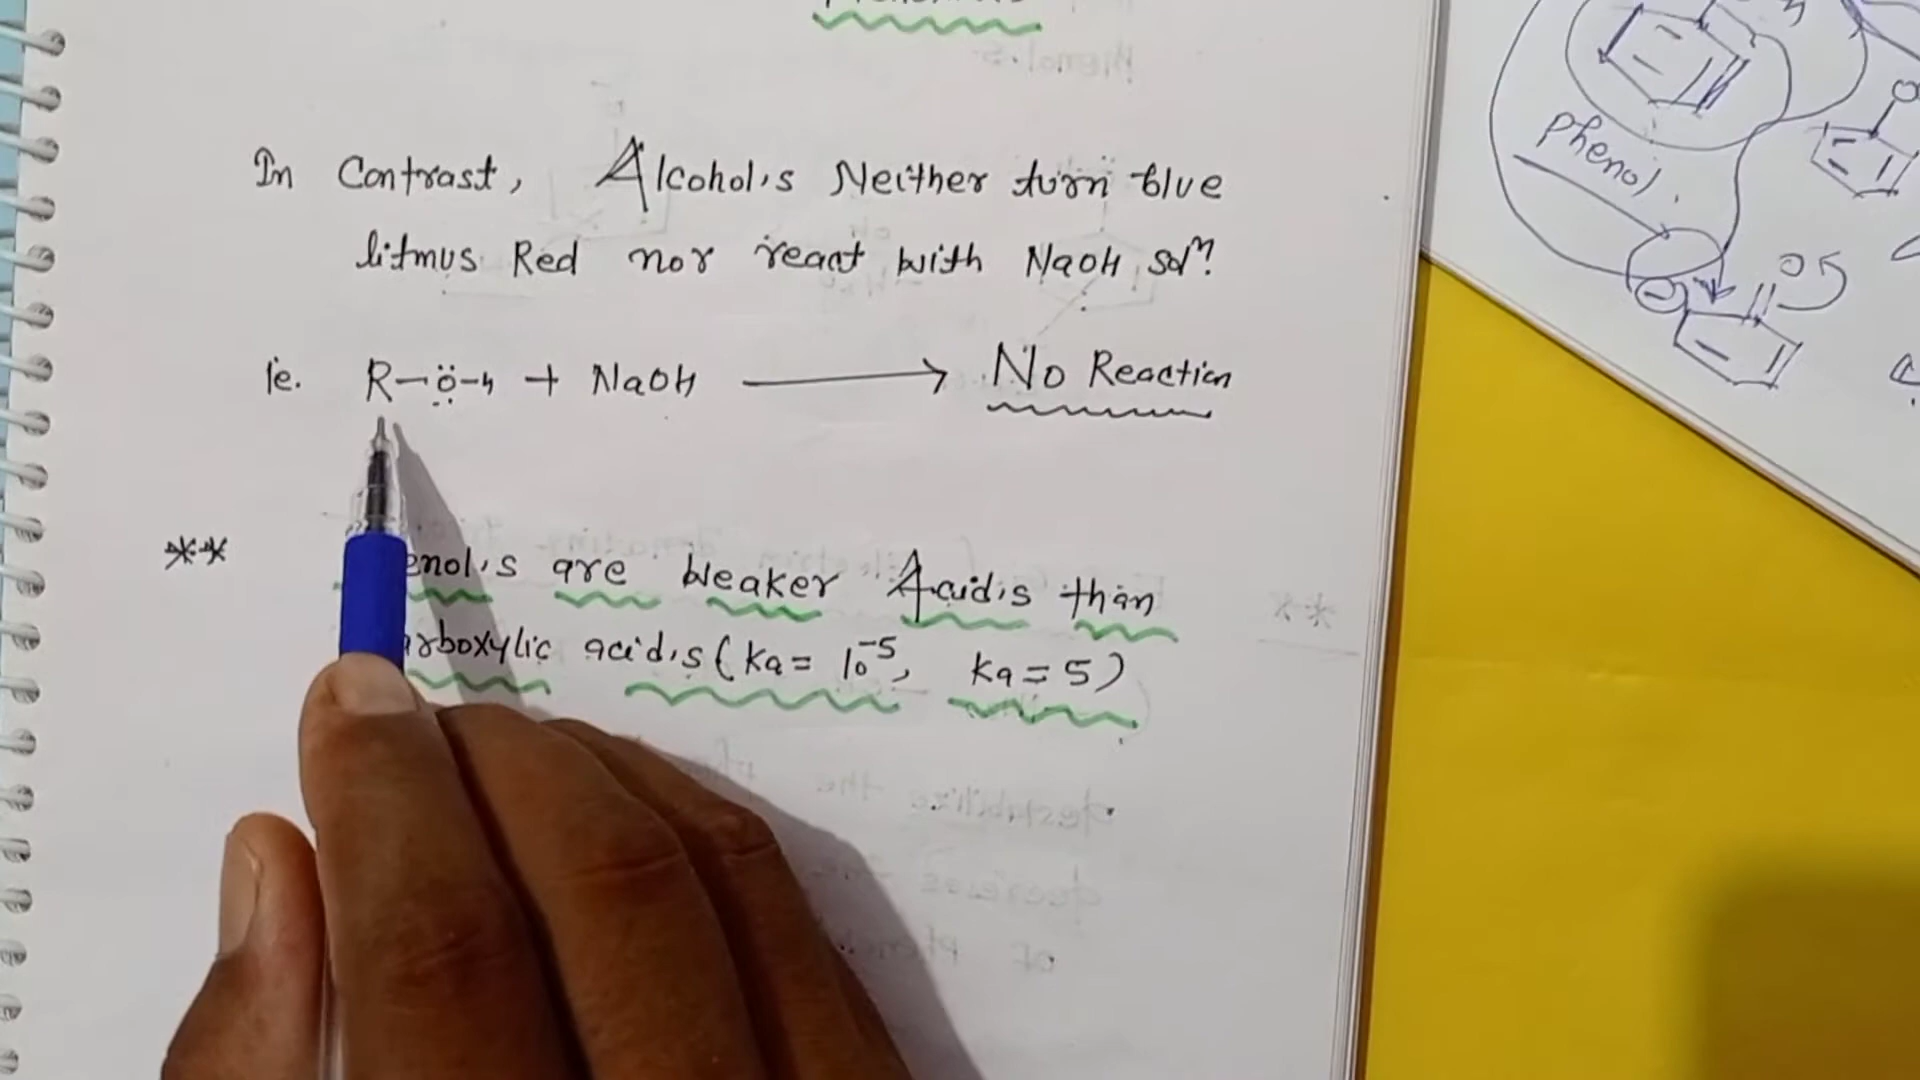 In Contrast, Alcohols Neither turn blue
litmus Red nor react with NaOH solⁿ.
ie. R-Ö-H + NaOH → No Reaction
** enols are Weaker Acids than
arboxylic acids (Ka = 10⁻⁵, Ka = 5)
phenol.